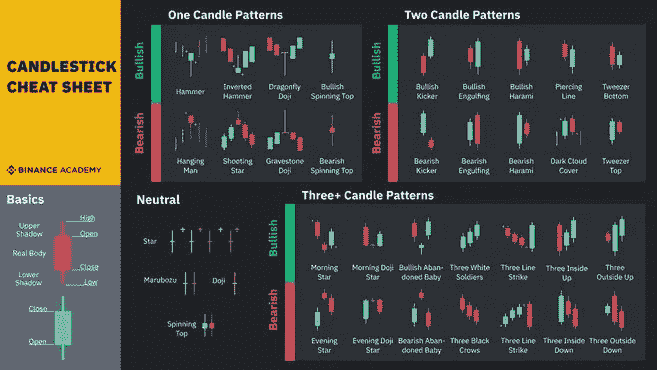 CANDLESTICK
CHEAT SHEET
BINANCE ACADEMY
One Candle Patterns
Bullish
Hammer
Inverted
Hammer
Dragonfly
Doji
Bullish
Spinning Top
Bearish
Hanging
Man
Shooting
Star
Gravestone
Doji
Bearish
Spinning Top
Two Candle Patterns
Bullish
Bullish
Kicker
Bullish
Engulfing
Bullish
Harami
Piercing
Line
Tweezer
Bottom
Bearish
Bearish
Kicker
Bearish
Engulfing
Bearish
Harami
Dark Cloud
Cover
Tweezer
Top
Basics
High
Upper
Shadow
Open
Real Body
Close
Lower
Shadow
Low
Close
Open
Neutral
Star
Marubozu
Doji
Spinning
Top
Three+ Candle Patterns
Bullish
Morning
Star
Morning Doji
Star
Bullish Aban-
doned Baby
Three White
Soldiers
Three Line
Strike
Three Inside
Up
Three
Outside Up
Bearish
Evening
Star
Evening Doji
Star
Bearish Aban-
doned Baby
Three Black
Crows
Three Line
Strike
Three Inside
Down
Three Outside
Down